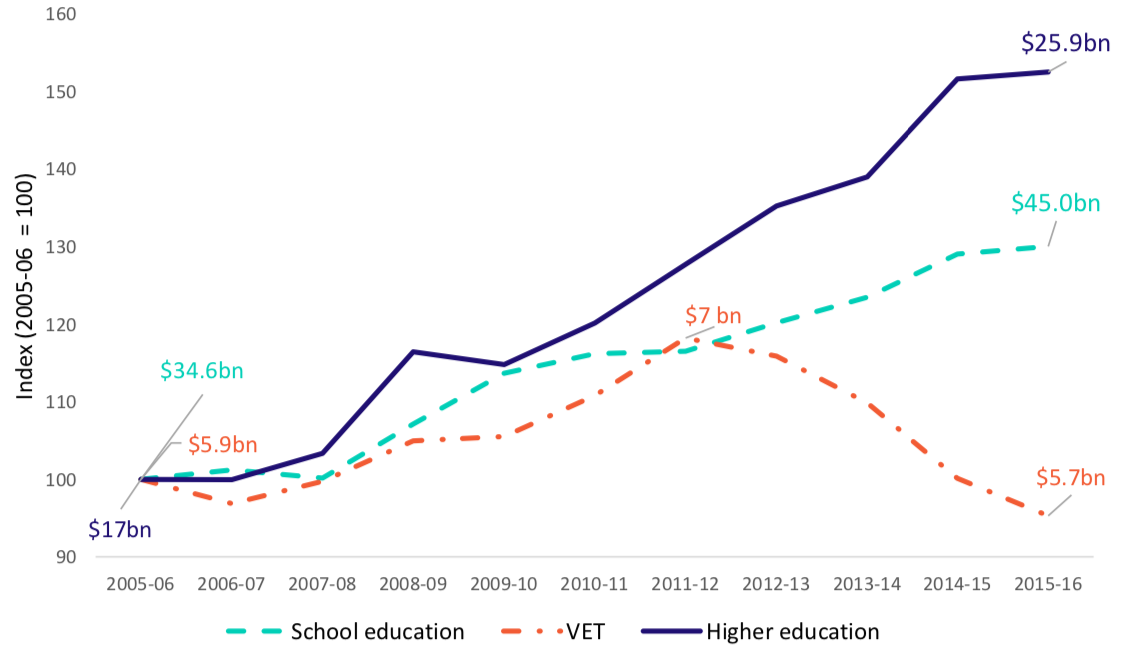 160
$25.9bn
150
140
$45.0bn
130
Index (2005-06 = 100)
120
$7 bn
$34.6bn
110
$5.9bn
100
$5.7bn
$17bn
90
2005-06 2006-07 2007-08 2008-09 2009-10 2010-11 2011-12 2012-13 2013-14 2014-15 2015-16
School education VET Higher education